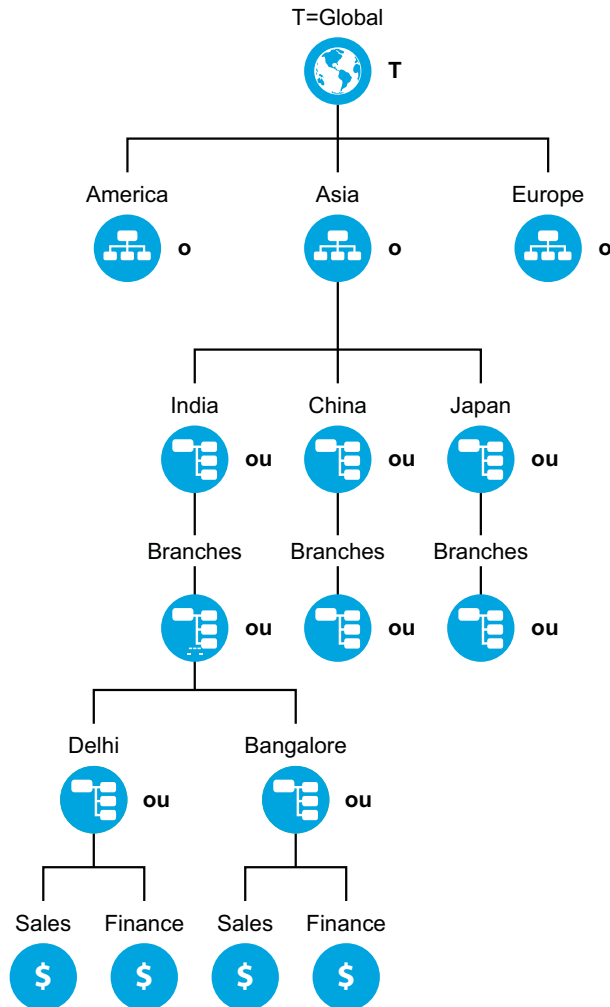 T=Global
T
America Asia Europe
o o o
India China Japan
ou ou ou
Branches Branches Branches
ou ou ou
Delhi Bangalore
ou ou
Sales Finance Sales Finance
$ $ $ $